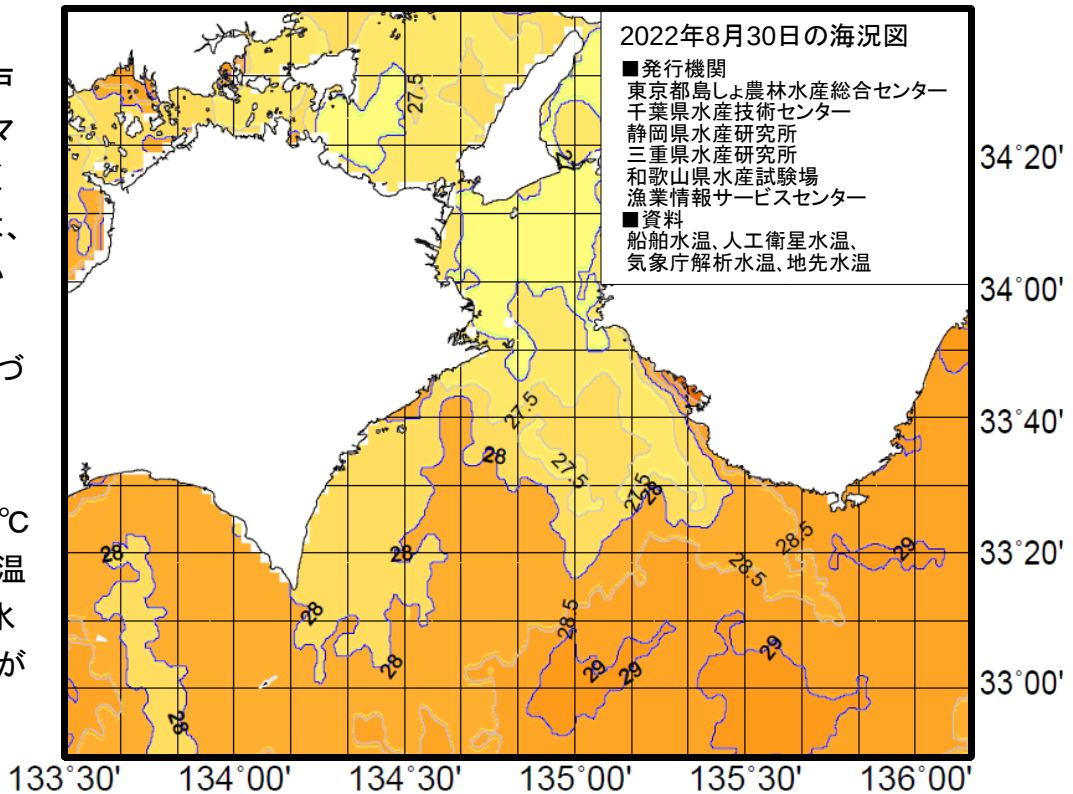 2022年8月30日の海況図
■発行機関
東京都島しょ農林水産総合センター
千葉県水産技術センター
静岡県水産研究所
三重県水産研究所
和歌山県水産試験場
漁業情報サービスセンター
■資料
船舶水温、人工衛星水温、
気象庁解析水温、地先水温
マ
、
づ
℃
温
水
が
27.5
27
27.5
28
27.5
27.5
28
28
28
28
28
28
28.5
28.5
28.5
29
29
29
29
34°20'
34°00'
33°40'
33°20'
33°00'
133°30'
134°00'
134°30'
135°00'
135°30'
136°00'